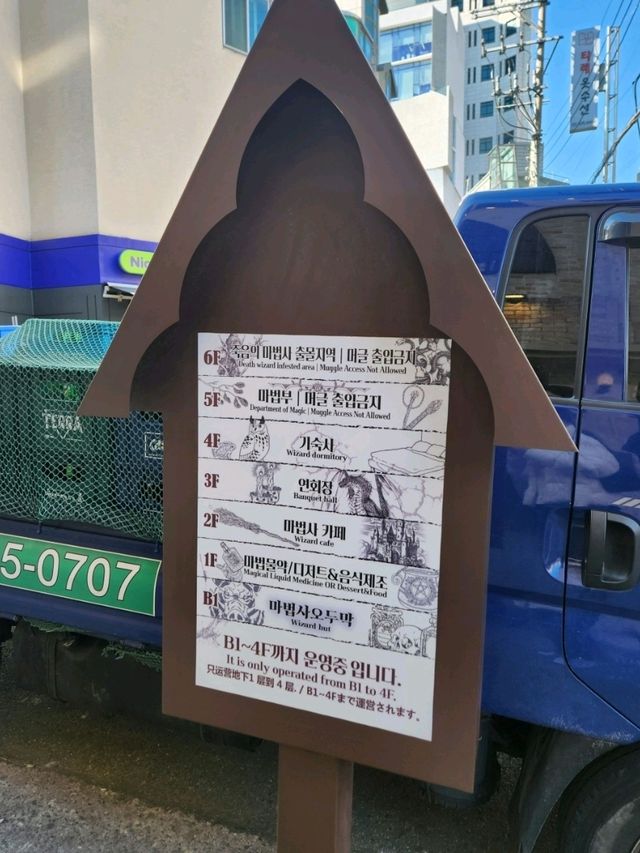 타래옷수선
Nic
TERRA
5-0707
6F 죽음의 마법사 출몰지역 | 머글 출입금지
Death wizard infested area | Muggle Access Not Allowed
5F 마법부 | 머글 출입금지
Department of Magic | Muggle Access Not Allowed
4F 기숙사
Wizard dormitory
3F 연회장
Banquet hall
2F 마법사 카페
Wizard cafe
1F 마법물약/디저트&음식제조
Magical Liquid Medicine OR Dessert&Food
B1 마법사오두막
Wizard hut
B1~4F까지 운영중 입니다.
It is only operated from B1 to 4F.
只运营地下1 层到 4 层. / B1~4Fまで運営されます。